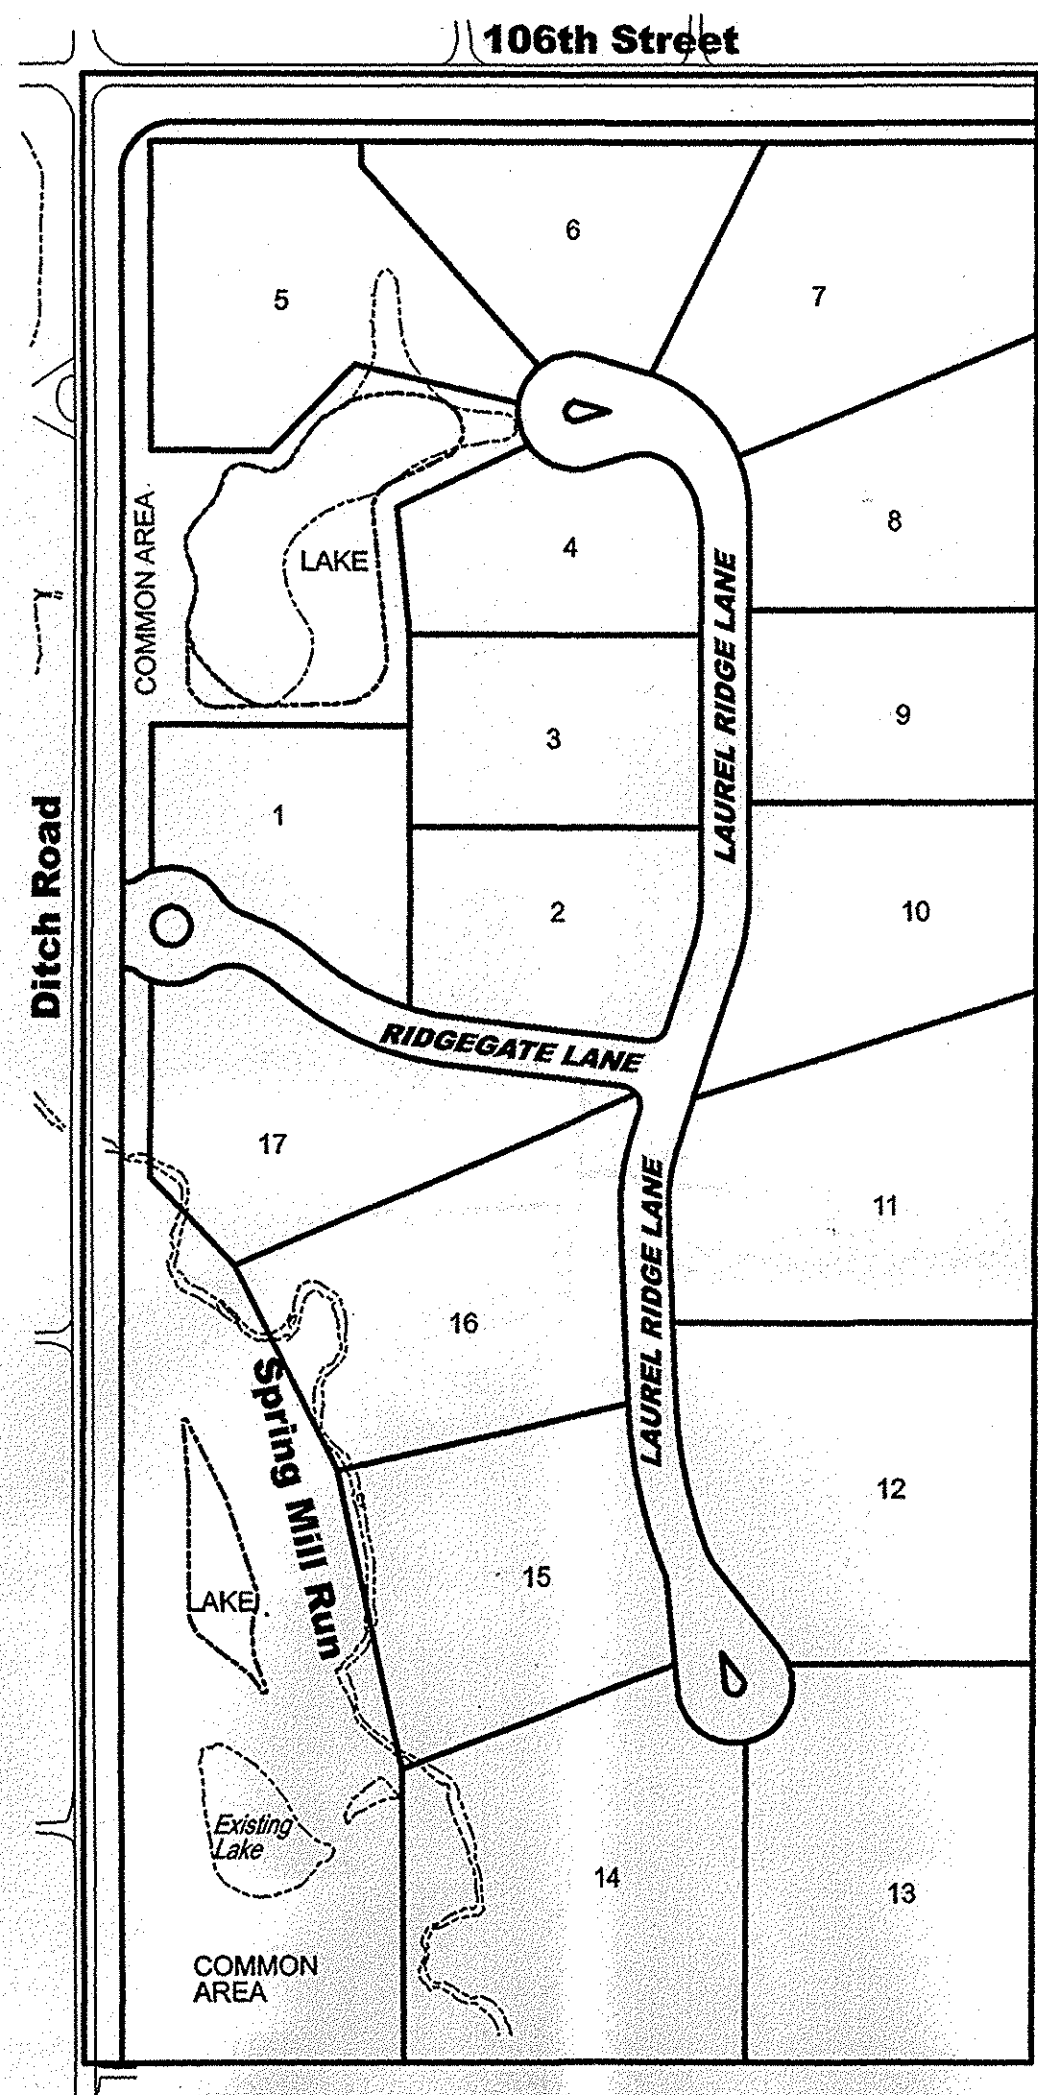 106th Street
6
5
7
COMMON AREA
LAKE
4
8
LAUREL RIDGE LANE
3
9
1
Ditch Road
2
10
RIDGEGATE LANE
17
11
LAUREL RIDGE LANE
16
Spring Mill Run
12
15
LAKE
Existing
Lake
14
13
COMMON
AREA